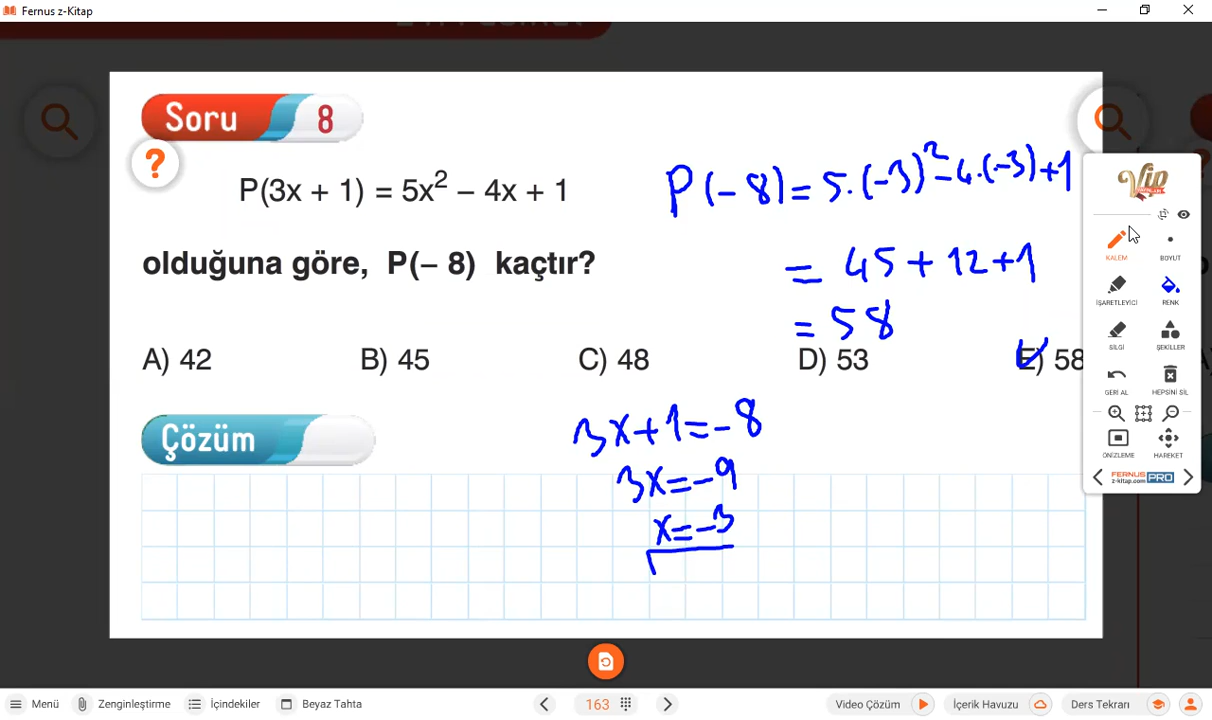 Fernus z-Kitap
Soru 8
?
P(3x + 1) = 5x² − 4x + 1
P(-8) = 5.(-3)²-4.(-3)+1
olduğuna göre, P(− 8) kaçtır?
= 45+12+1
= 58
A) 42 B) 45 C) 48 D) 53 E) 58
Çözüm
3x+1=-8
3x=-9
x=-3
Vip
KALEM BOYUT
İŞARETLEYİCİ RENK
SİLGİ ŞEKİLLER
GERİ AL HEPSİNİ SİL
ÖNİZLEME HAREKET
FERNUS z-kitap.com PRO
Menü Zenginleştirme İçindekiler Beyaz Tahta 163 Video Çözüm İçerik Havuzu Ders Tekrarı